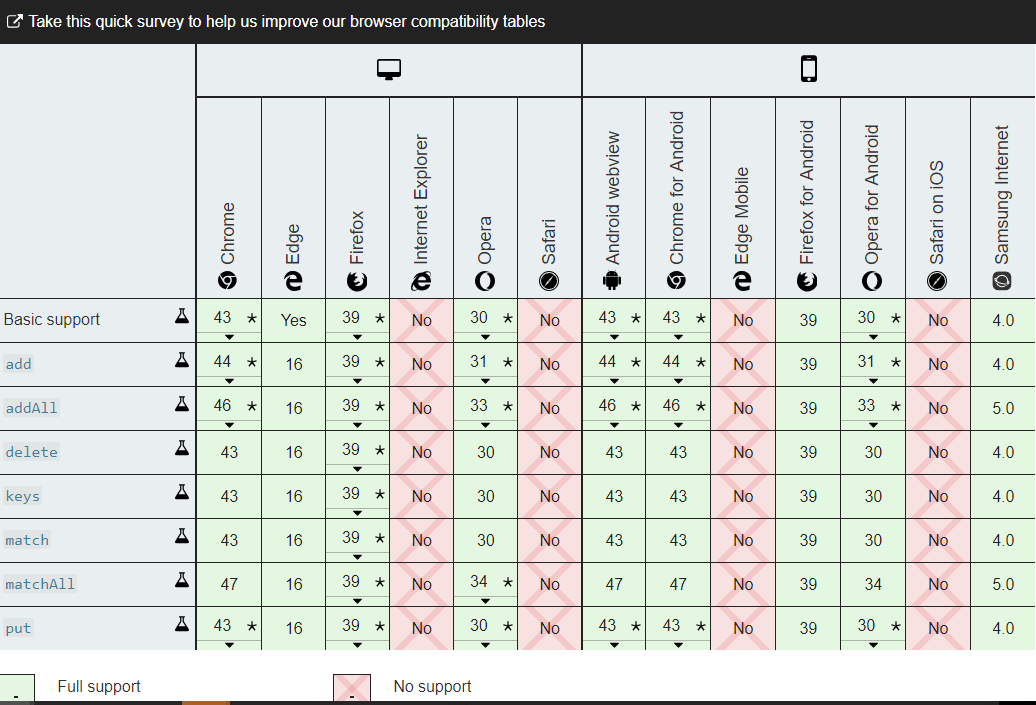 Take this quick survey to help us improve our browser compatibility tables
Chrome Edge Firefox Internet Explorer Opera Safari Android webview Chrome for Android Edge Mobile Firefox for Android Opera for Android Safari on iOS Samsung Internet
Basic support 43 * Yes 39 * No 30 * No 43 * 43 * No 39 30 * No 4.0
add 44 * 16 39 * No 31 * No 44 * 44 * No 39 31 * No 4.0
addAll 46 * 16 39 * No 33 * No 46 * 46 * No 39 33 * No 5.0
delete 43 16 39 * No 30 No 43 43 No 39 30 No 4.0
keys 43 16 39 * No 30 No 43 43 No 39 30 No 4.0
match 43 16 39 * No 30 No 43 43 No 39 30 No 4.0
matchAll 47 16 39 * No 34 * No 47 47 No 39 34 No 5.0
put 43 * 16 39 * No 30 * No 43 * 43 * No 39 30 * No 4.0
- Full support - No support